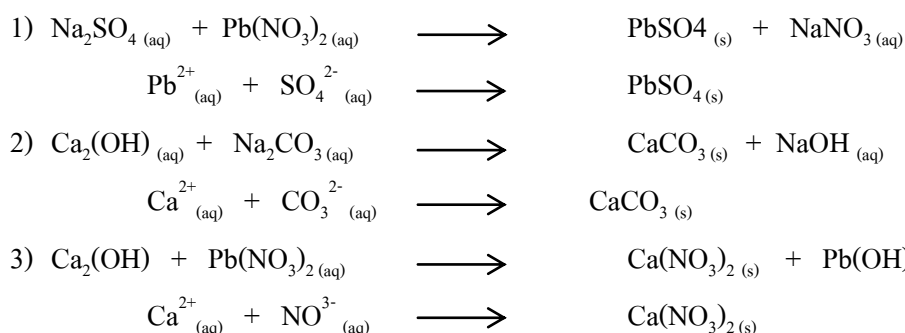 1) Na₂SO₄ (aq) + Pb(NO₃)₂ (aq) ⟶ PbSO4 (s) + NaNO₃ (aq)
Pb²⁺ (aq) + SO₄²⁻ (aq) ⟶ PbSO₄ (s)
2) Ca₂(OH) (aq) + Na₂CO₃ (aq) ⟶ CaCO₃ (s) + NaOH (aq)
Ca²⁺ (aq) + CO₃²⁻ (aq) ⟶ CaCO₃ (s)
3) Ca₂(OH) + Pb(NO₃)₂ (aq) ⟶ Ca(NO₃)₂ (s) + Pb(OH)
Ca²⁺ (aq) + NO³⁻ (aq) ⟶ Ca(NO₃)₂ (s)